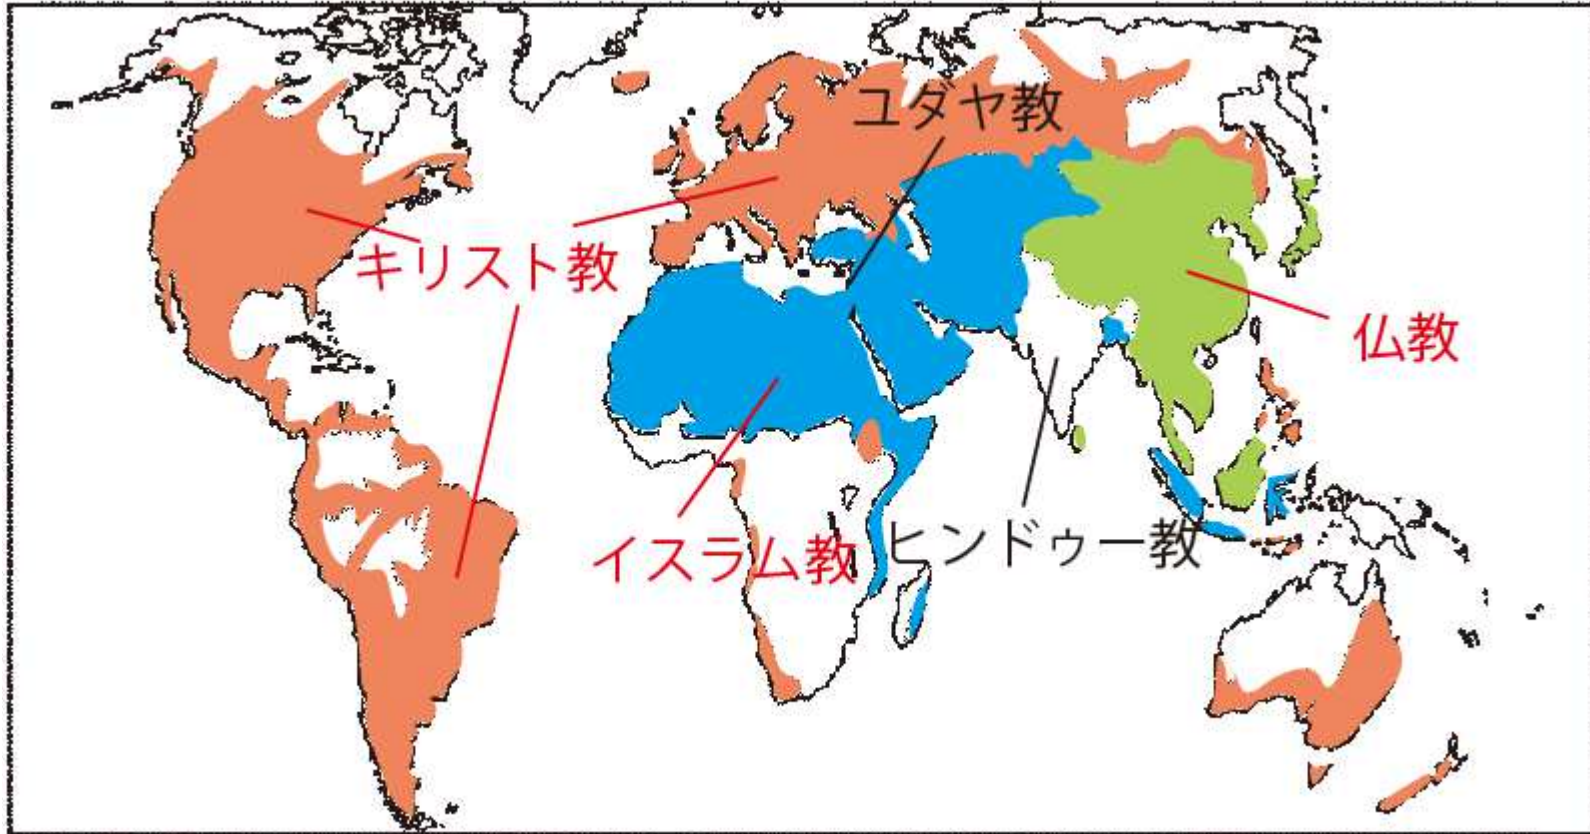 ユダヤ教
キリスト教
仏教
イスラム教
ヒンドゥー教